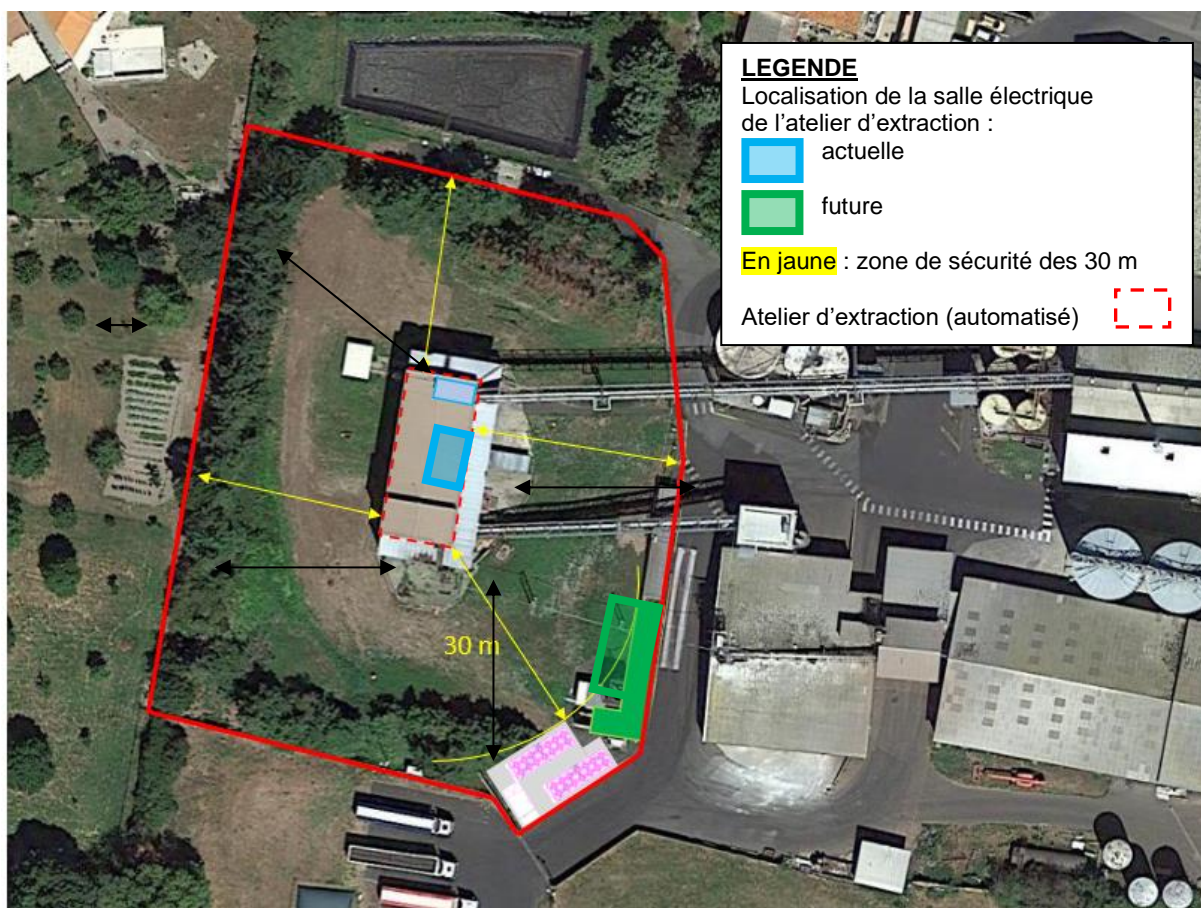 LEGENDE
Localisation de la salle électrique
de l’atelier d’extraction :
actuelle
future
En jaune : zone de sécurité des 30 m
Atelier d’extraction (automatisé)
30 m